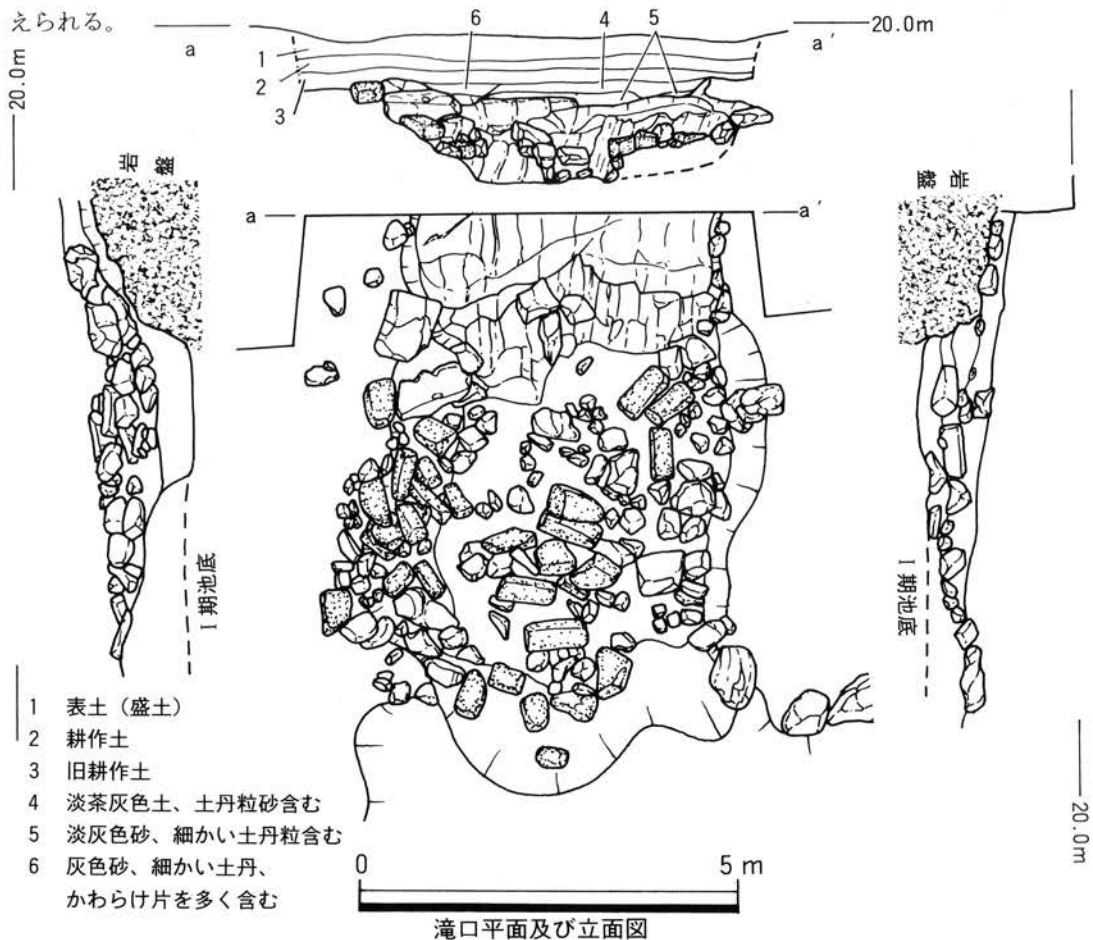 えられる。
6 4 5
a a′ 20.0m
20.0m
1
2
3
岩盤
岩盤
a a′
I期池底
I期池底
1 表土（盛土）
2 耕作土
3 旧耕作土
4 淡茶灰色土、土丹粒砂含む
5 淡灰色砂、細かい土丹粒含む
6 灰色砂、細かい土丹、
かわらけ片を多く含む
20.0m
0 5 m
滝口平面及び立面図